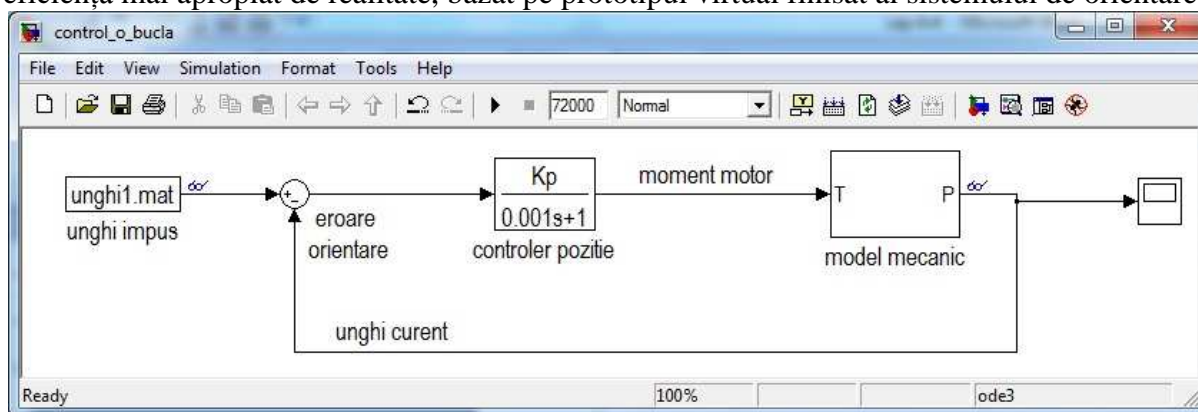 eficiență mai apropiat de realitate, bazat pe prototipul virtual finisat al sistemului de orientare
control_o_bucla
File Edit View Simulation Format Tools Help
72000 Normal
unghi1.mat
unghi impus
+
-
eroare
orientare
Kp
0.001s+1
controler pozitie
moment motor
T P
model mecanic
unghi curent
Ready 100% ode3